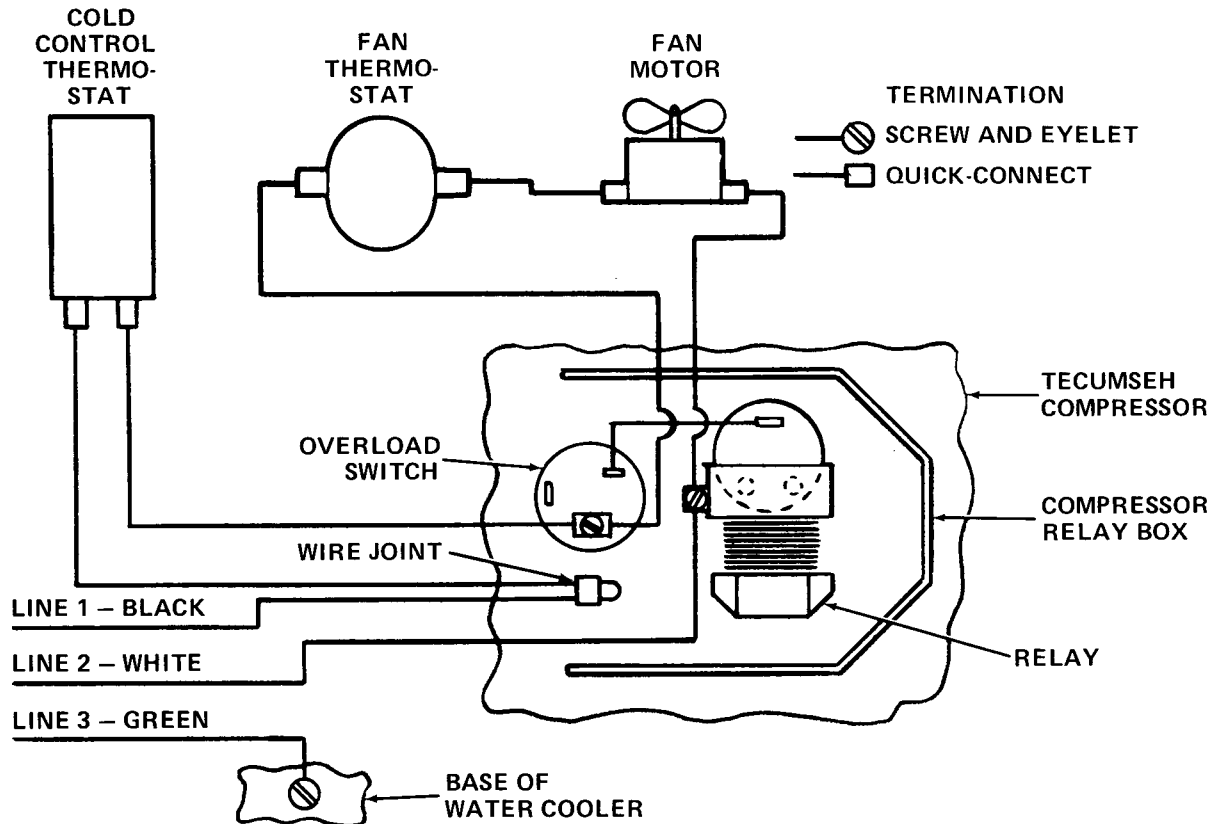 COLD
CONTROL
THERMO-
STAT
FAN
THERMO-
STAT
FAN
MOTOR
TERMINATION
SCREW AND EYELET
QUICK-CONNECT
TECUMSEH
COMPRESSOR
OVERLOAD
SWITCH
COMPRESSOR
RELAY BOX
WIRE JOINT
LINE 1 – BLACK
LINE 2 – WHITE
RELAY
LINE 3 – GREEN
BASE OF
WATER COOLER